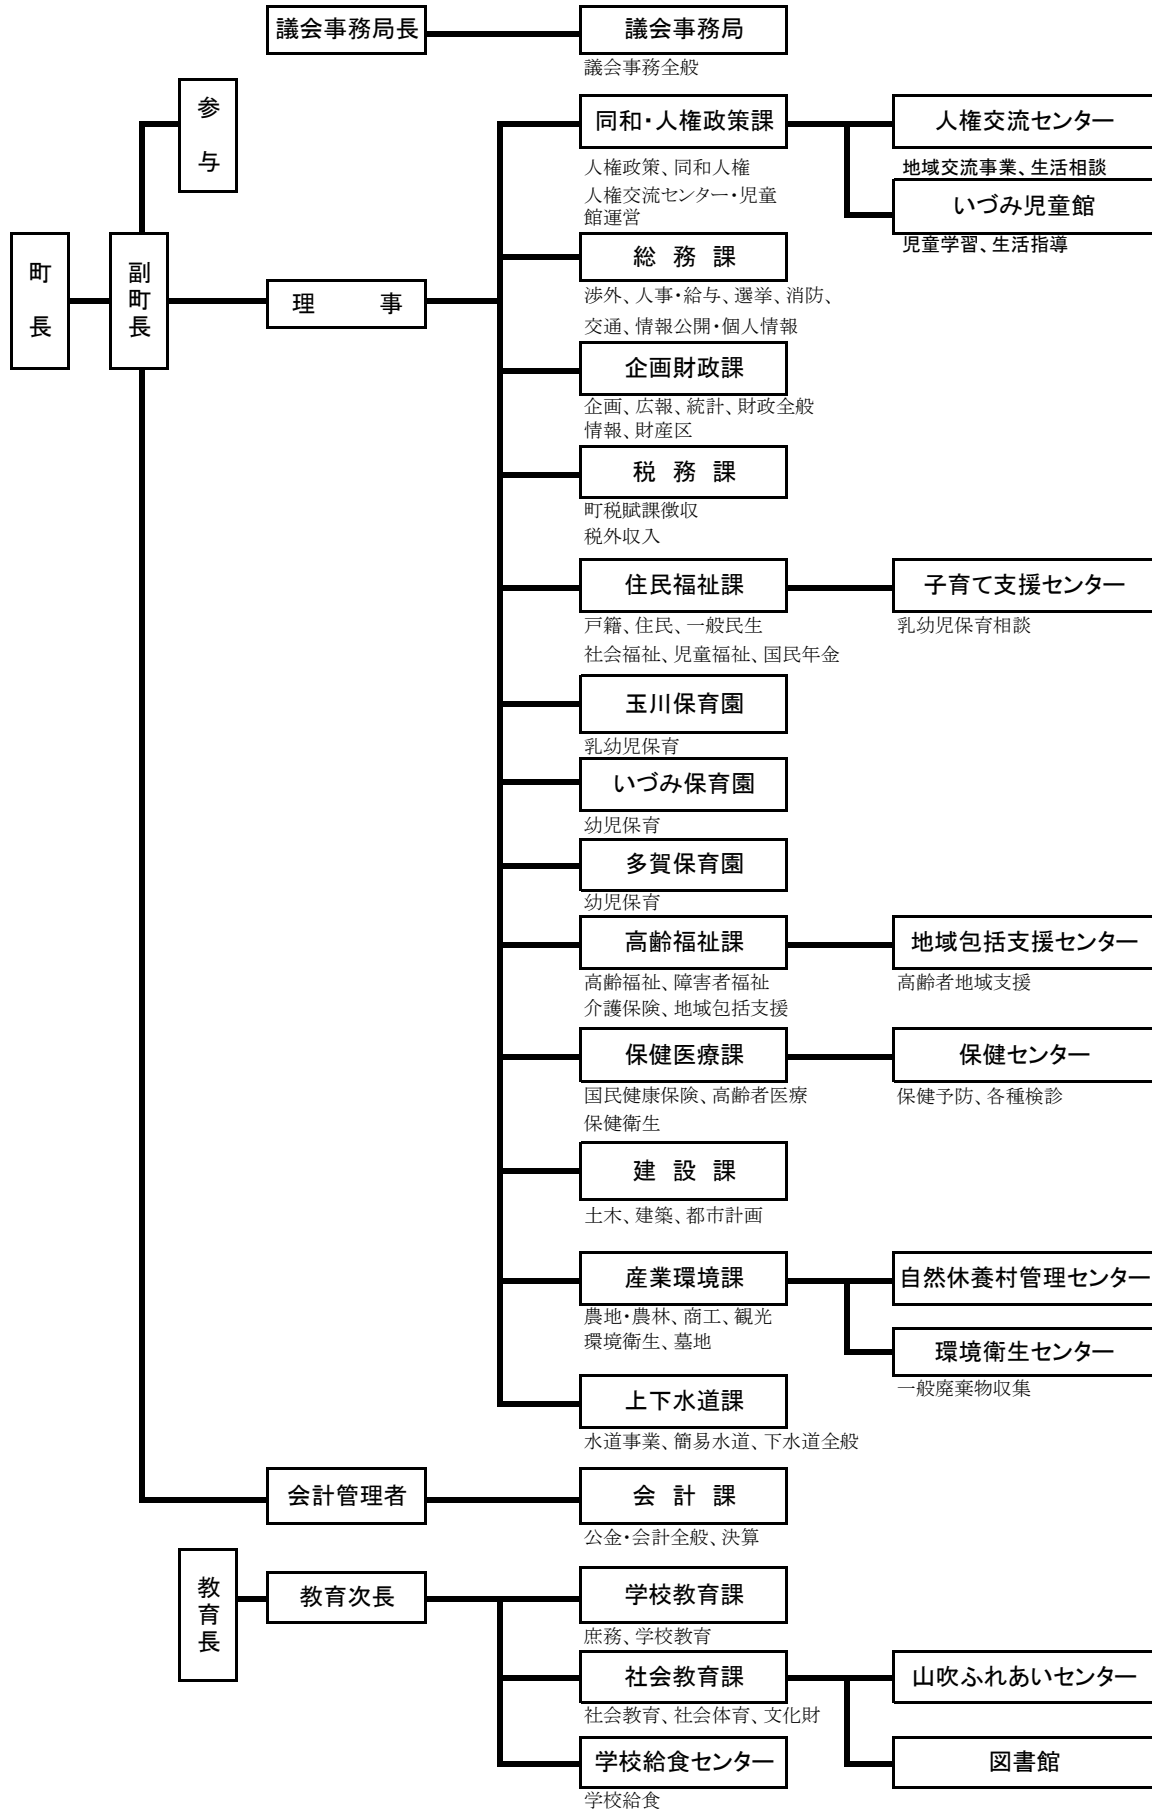 議会事務局長
議会事務局
議会事務全般
参与
同和・人権政策課
人権交流センター
人権政策、同和人権
人権交流センター・児童
館運営
地域交流事業、生活相談
いづみ児童館
児童学習、生活指導
町長
副町長
理事
総務課
渉外、人事・給与、選挙、消防、
交通、情報公開・個人情報
企画財政課
企画、広報、統計、財政全般
情報、財産区
税務課
町税賦課徴収
税外収入
住民福祉課
子育て支援センター
戸籍、住民、一般民生
社会福祉、児童福祉、国民年金
乳幼児保育相談
玉川保育園
乳幼児保育
いづみ保育園
幼児保育
多賀保育園
幼児保育
高齢福祉課
地域包括支援センター
高齢福祉、障害者福祉
介護保険、地域包括支援
高齢者地域支援
保健医療課
保健センター
国民健康保険、高齢者医療
保健衛生
保健予防、各種検診
建設課
土木、建築、都市計画
産業環境課
自然休養村管理センター
農地・農林、商工、観光
環境衛生、墓地
環境衛生センター
一般廃棄物収集
上下水道課
水道事業、簡易水道、下水道全般
会計管理者
会計課
公金・会計全般、決算
教育長
教育次長
学校教育課
庶務、学校教育
社会教育課
山吹ふれあいセンター
社会教育、社会体育、文化財
学校給食センター
図書館
学校給食